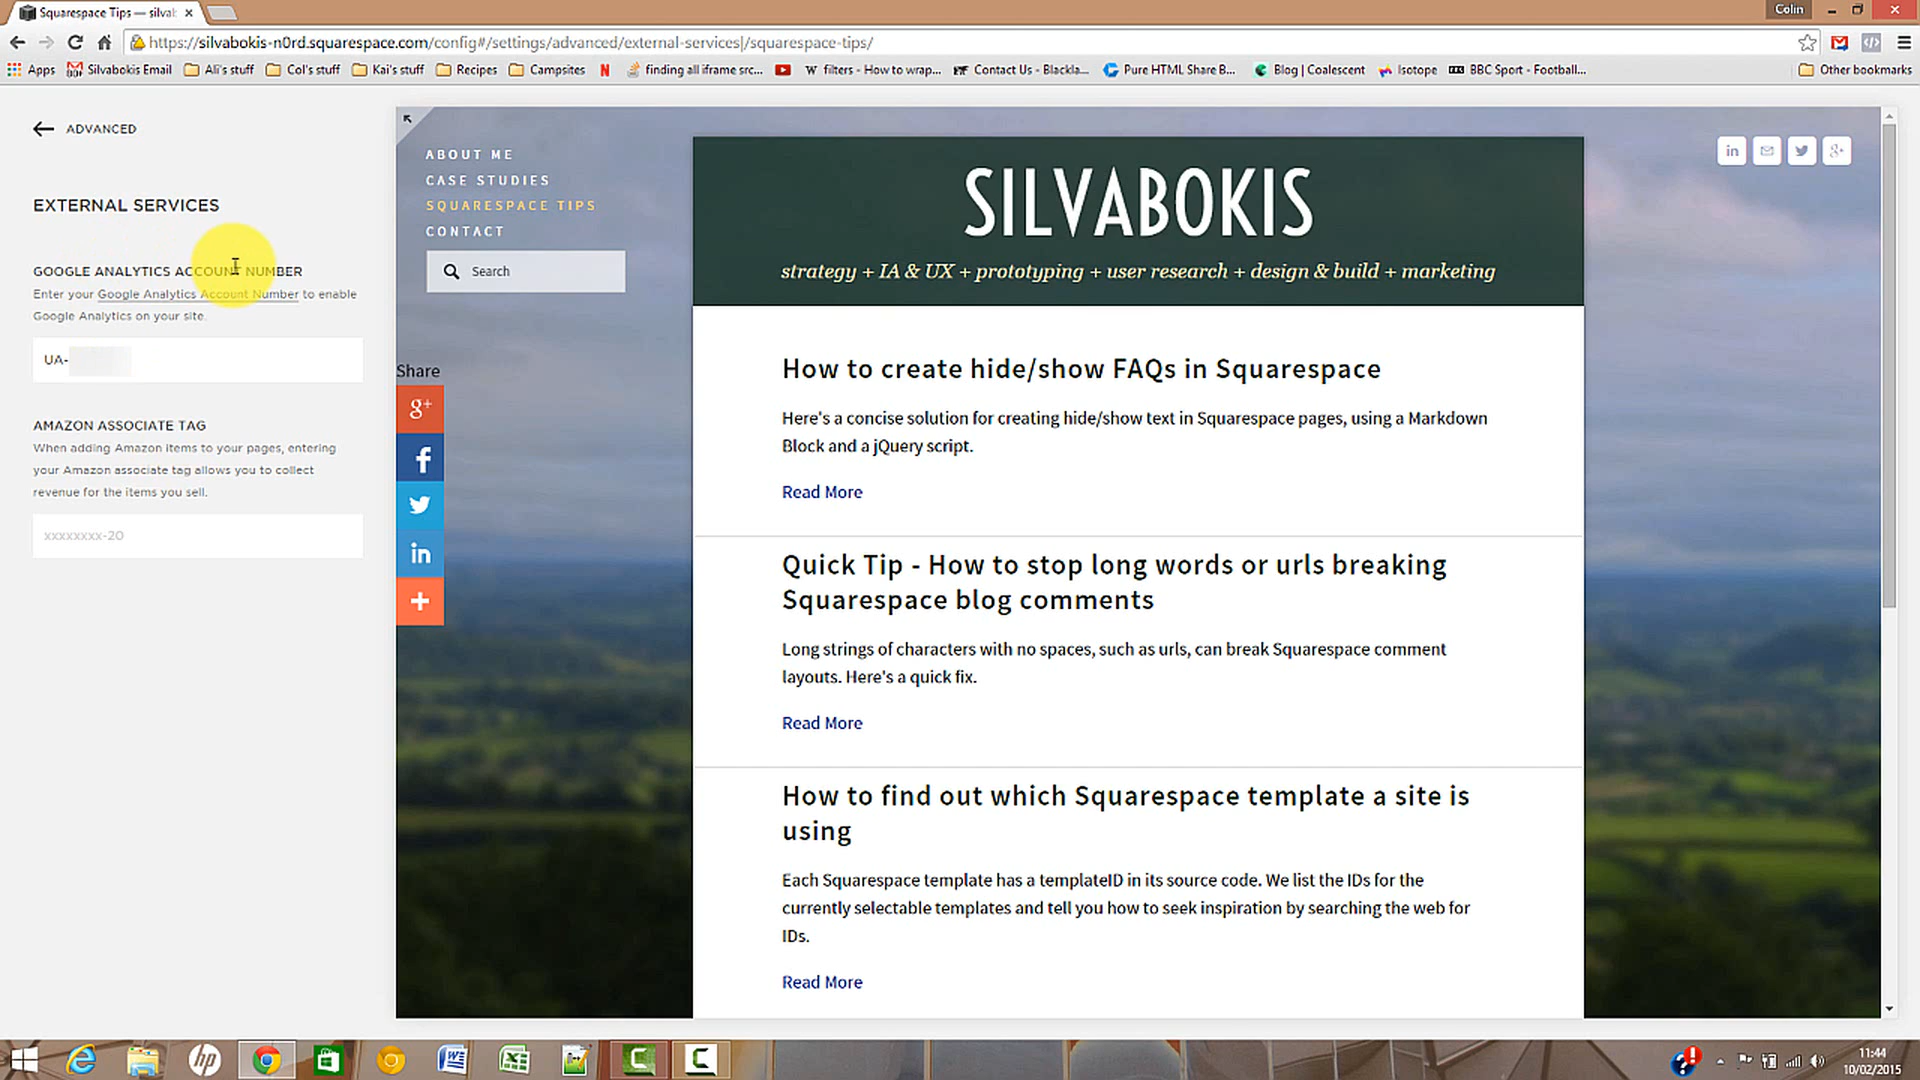 Squarespace Tips — silvab
Colin
https://silvabokis-n0rd.squarespace.com/config#/settings/advanced/external-services|/squarespace-tips/
Apps Silvabokis Email Ali's stuff Col's stuff Kai's stuff Recipes Campsites finding all iframe src... filters - How to wrap... Contact Us - Blackla... Pure HTML Share B... Blog | Coalescent Isotope BBC Sport - Football... Other bookmarks
ADVANCED
EXTERNAL SERVICES
GOOGLE ANALYTICS ACCOUNT NUMBER
Enter your Google Analytics Account Number to enable
Google Analytics on your site.
UA-
AMAZON ASSOCIATE TAG
When adding Amazon items to your pages, entering
your Amazon associate tag allows you to collect
revenue for the items you sell.
xxxxxxxx-20
ABOUT ME
CASE STUDIES
SQUARESPACE TIPS
CONTACT
Search
Share
SILVABOKIS
strategy + IA & UX + prototyping + user research + design & build + marketing
How to create hide/show FAQs in Squarespace
Here's a concise solution for creating hide/show text in Squarespace pages, using a Markdown
Block and a jQuery script.
Read More
Quick Tip - How to stop long words or urls breaking
Squarespace blog comments
Long strings of characters with no spaces, such as urls, can break Squarespace comment
layouts. Here's a quick fix.
Read More
How to find out which Squarespace template a site is
using
Each Squarespace template has a templateID in its source code. We list the IDs for the
currently selectable templates and tell you how to seek inspiration by searching the web for
IDs.
Read More
11:44
10/02/2015